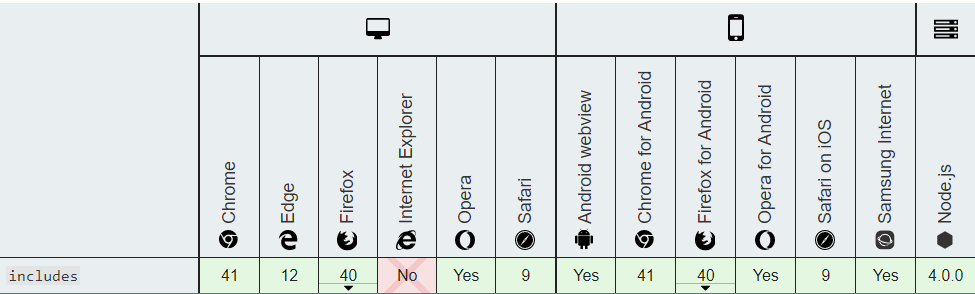 Chrome
Edge
Firefox
Internet Explorer
Opera
Safari
Android webview
Chrome for Android
Firefox for Android
Opera for Android
Safari on iOS
Samsung Internet
Node.js
includes 41 12 40 No Yes 9 Yes 41 40 Yes 9 Yes 4.0.0